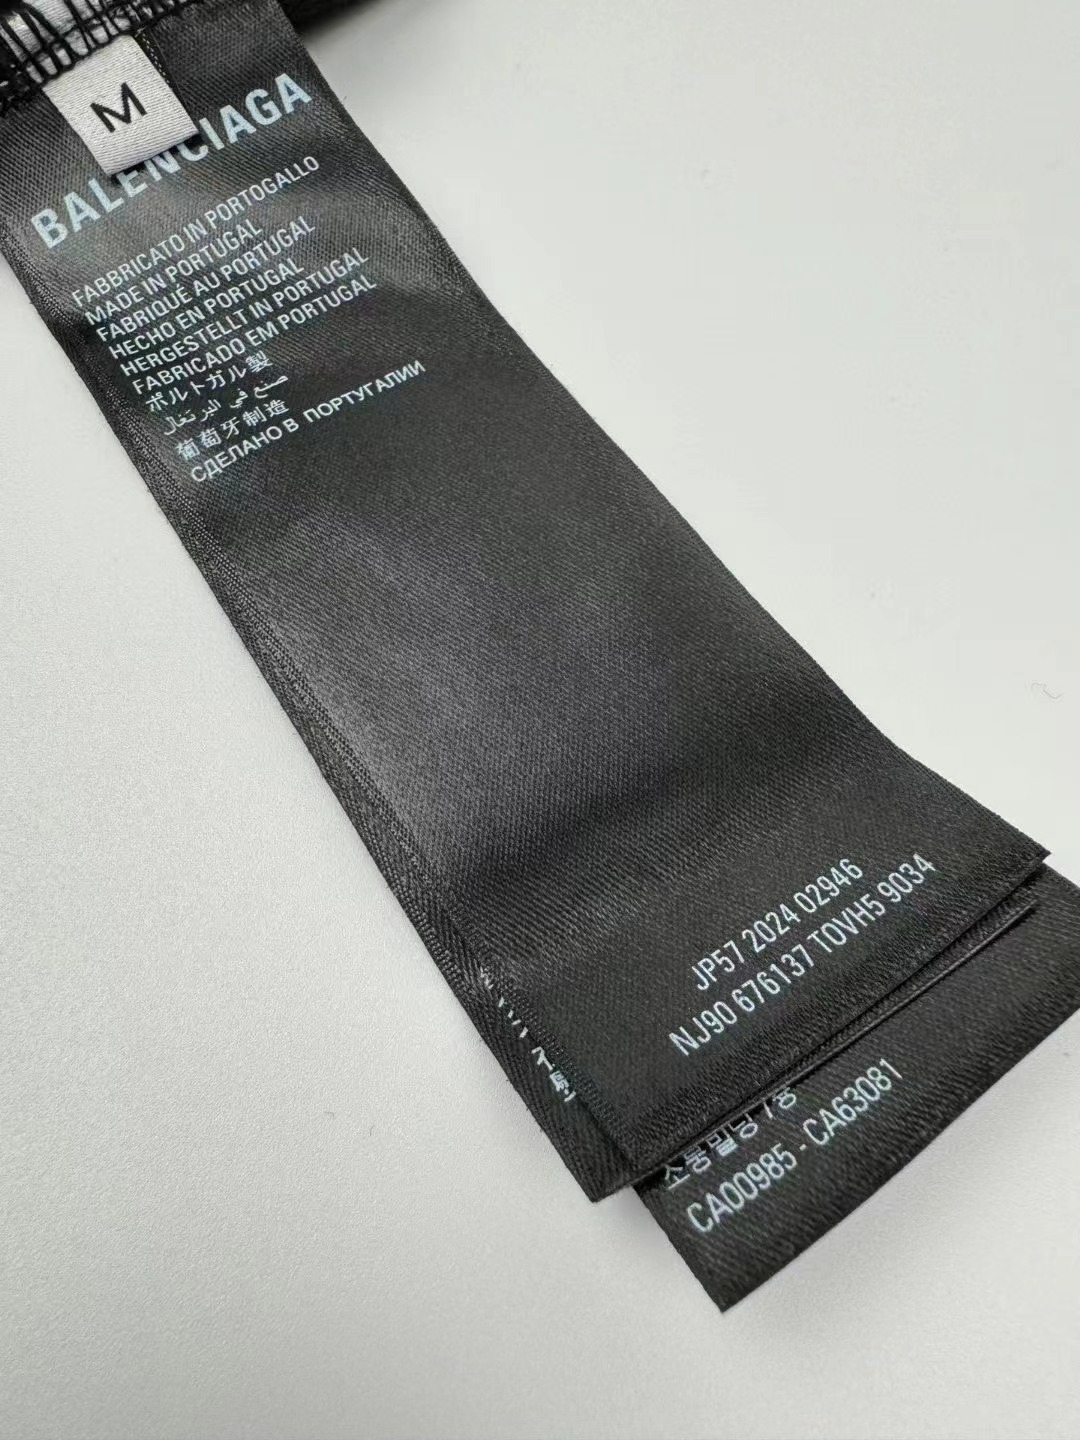 M
BALENCIAGA
FABBRICATO IN PORTOGALLO
MADE IN PORTUGAL
FABRIQUÉ AU PORTUGAL
HECHO EN PORTUGAL
HERGESTELLT IN PORTUGAL
FABRICADO EM PORTUGAL
ポルトガル製
صنع في البرتغال
葡萄牙制造
СДЕЛАНО В ПОРТУГАЛИИ
JP57 2024 02946
NJ90 676137 TOVH5 9034
CA00985 - CA63081